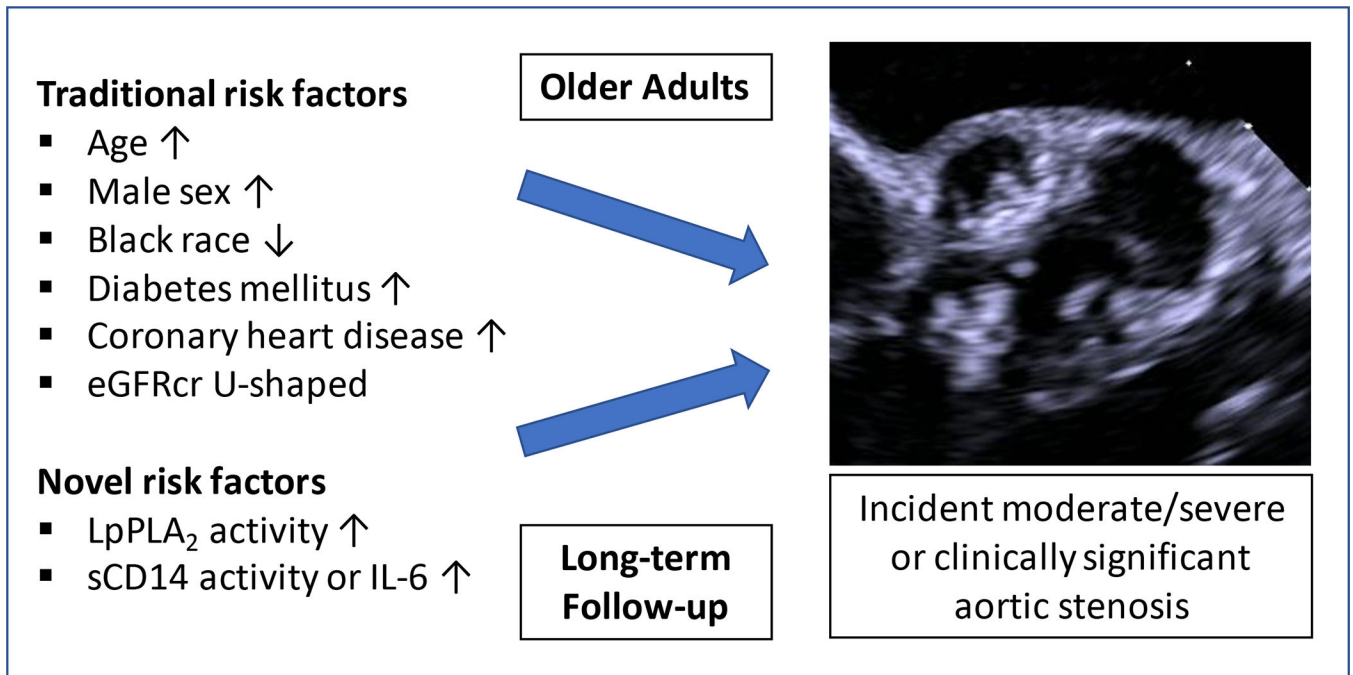 Traditional risk factors
▪ Age ↑
▪ Male sex ↑
▪ Black race ↓
▪ Diabetes mellitus ↑
▪ Coronary heart disease ↑
▪ eGFRcr U-shaped
Novel risk factors
▪ LpPLA₂ activity ↑
▪ sCD14 activity or IL-6 ↑
Older Adults
Long-term
Follow-up
Incident moderate/severe
or clinically significant
aortic stenosis